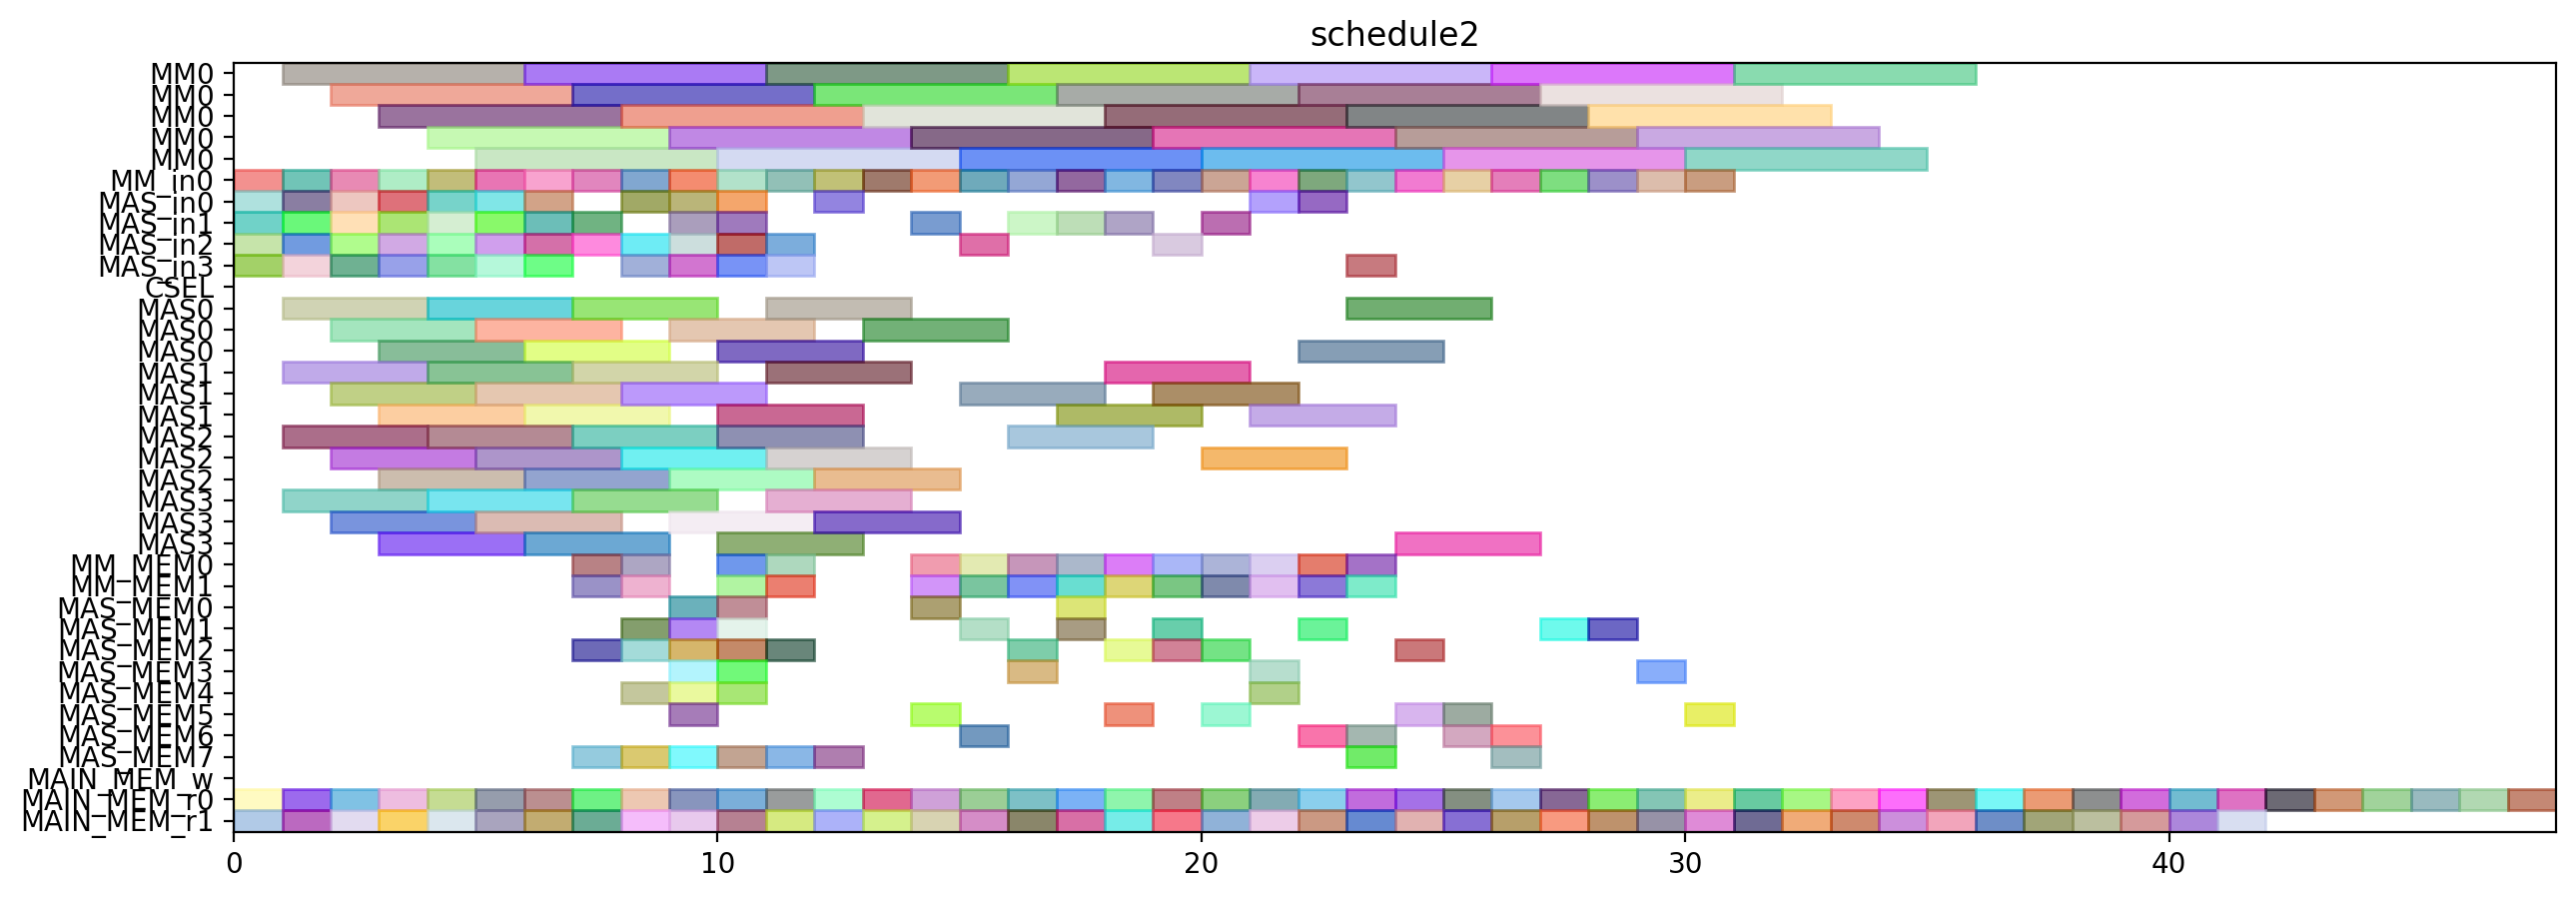 schedule2
MM0
MM0
MM0
MM0
MM0
MM_in0
MAS_in0
MAS_in1
MAS_in2
MAS_in3
CSEL
MAS0
MAS0
MAS0
MAS1
MAS1
MAS1
MAS2
MAS2
MAS2
MAS3
MAS3
MAS3
MM_MEM0
MM_MEM1
MAS_MEM0
MAS_MEM1
MAS_MEM2
MAS_MEM3
MAS_MEM4
MAS_MEM5
MAS_MEM6
MAS_MEM7
MAIN_MEM_w
MAIN_MEM_r0
MAIN_MEM_r1
0 10 20 30 40